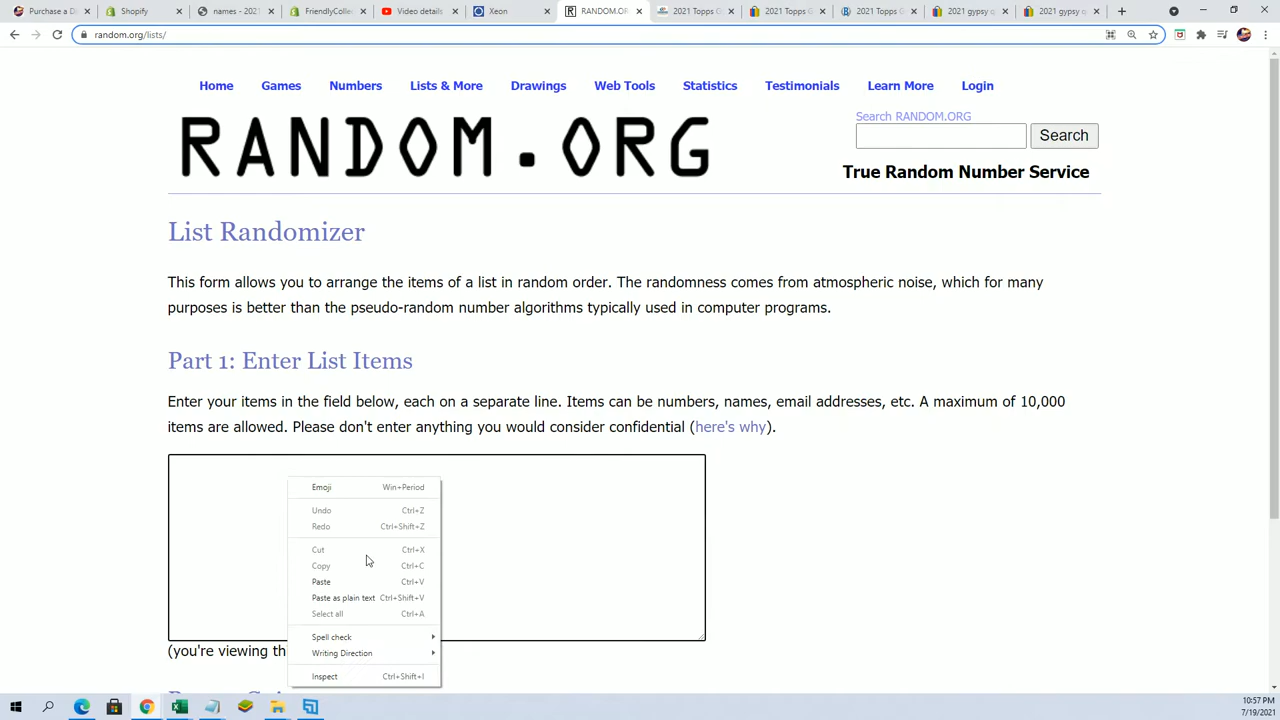 Purchase a Di
Shopify
names - 202
FriendlyColle
Video details
Xeon
RANDOM.OR
2021 Topps G
2021 Topps G
2021 Topps G
2021 gypsy q
2021 gypsy
random.org/lists/
Home Games Numbers Lists & More Drawings Web Tools Statistics Testimonials Learn More Login
RANDOM.ORG
Search RANDOM.ORG
Search
True Random Number Service
List Randomizer
This form allows you to arrange the items of a list in random order. The randomness comes from atmospheric noise, which for many
purposes is better than the pseudo-random number algorithms typically used in computer programs.
Part 1: Enter List Items
Enter your items in the field below, each on a separate line. Items can be numbers, names, email addresses, etc. A maximum of 10,000
items are allowed. Please don't enter anything you would consider confidential (here's why).
Emoji Win+Period
Undo Ctrl+Z
Redo Ctrl+Shift+Z
Cut Ctrl+X
Copy Ctrl+C
Paste Ctrl+V
Paste as plain text Ctrl+Shift+V
Select all Ctrl+A
Spell check
Writing Direction
Inspect Ctrl+Shift+I
(you're viewing th
10:57 PM
7/19/2021